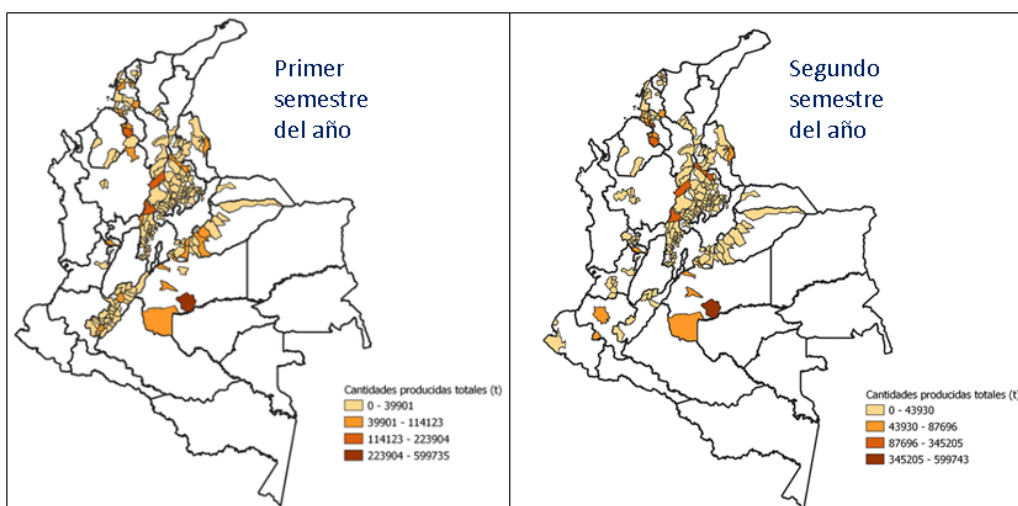 Primer
semestre
del año
Cantidades producidas totales (t)
0 - 39901
39901 - 114123
114123 - 223904
223904 - 599735
Segundo
semestre
del año
Cantidades producidas totales (t)
0 - 43930
43930 - 87696
87696 - 345205
345205 - 599743